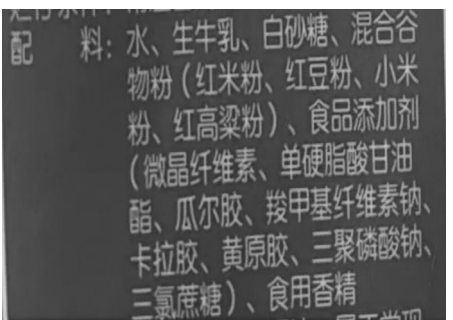 配 料：水、生牛乳、白砂糖、混合谷
物粉（红米粉、红豆粉、小米
粉、红高粱粉）、食品添加剂
（微晶纤维素、单硬脂酸甘油
酯、瓜尔胶、羧甲基纤维素钠、
卡拉胶、黄原胶、三聚磷酸钠、
三氯蔗糖）、食用香精